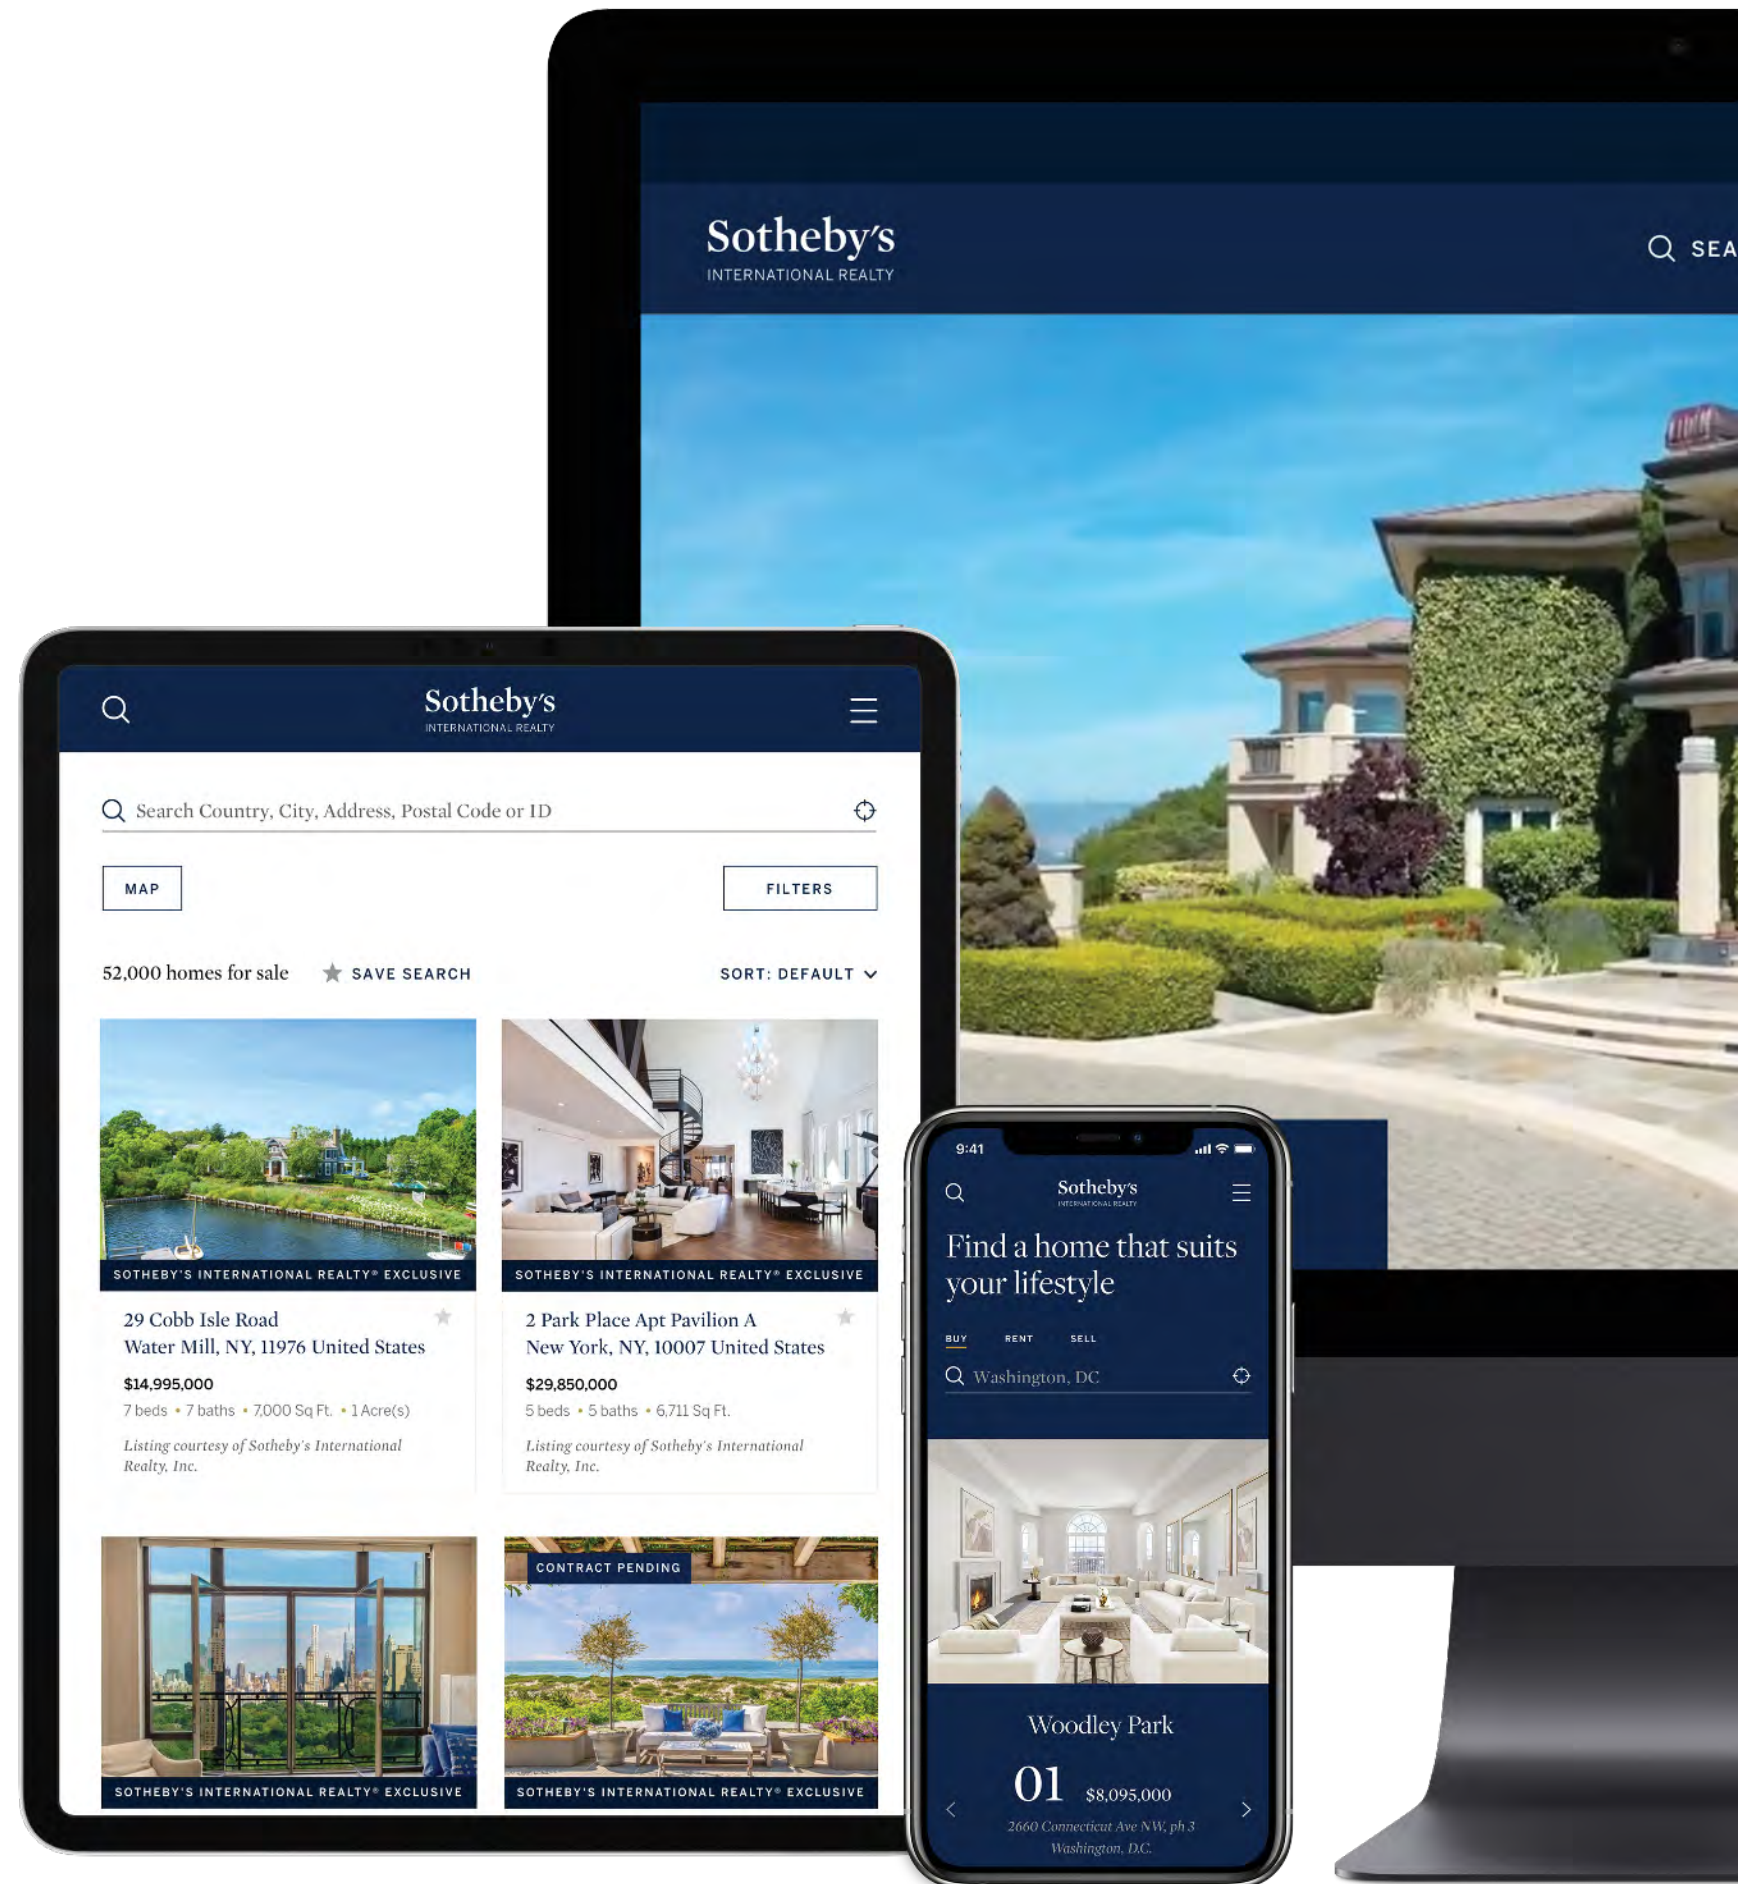 Sotheby's
INTERNATIONAL REALTY
SEA
Sotheby's
INTERNATIONAL REALTY
Search Country, City, Address, Postal Code or ID
MAP
FILTERS
52,000 homes for sale
SAVE SEARCH
SORT: DEFAULT
SOTHEBY'S INTERNATIONAL REALTY® EXCLUSIVE
29 Cobb Isle Road
Water Mill, NY, 11976 United States
$14,995,000
7 beds • 7 baths • 7,000 Sq Ft. • 1 Acre(s)
Listing courtesy of Sotheby's International
Realty, Inc.
SOTHEBY'S INTERNATIONAL REALTY® EXCLUSIVE
2 Park Place Apt Pavilion A
New York, NY, 10007 United States
$29,850,000
5 beds • 5 baths • 6,711 Sq Ft.
Listing courtesy of Sotheby's International
Realty, Inc.
SOTHEBY'S INTERNATIONAL REALTY® EXCLUSIVE
CONTRACT PENDING
SOTHEBY'S INTERNATIONAL REALTY® EXCLUSIVE
9:41
Sotheby's
INTERNATIONAL REALTY
Find a home that suits
your lifestyle
BUY RENT SELL
Washington, DC
Woodley Park
01 $8,095,000
2660 Connecticut Ave NW, ph 3
Washington, D.C.